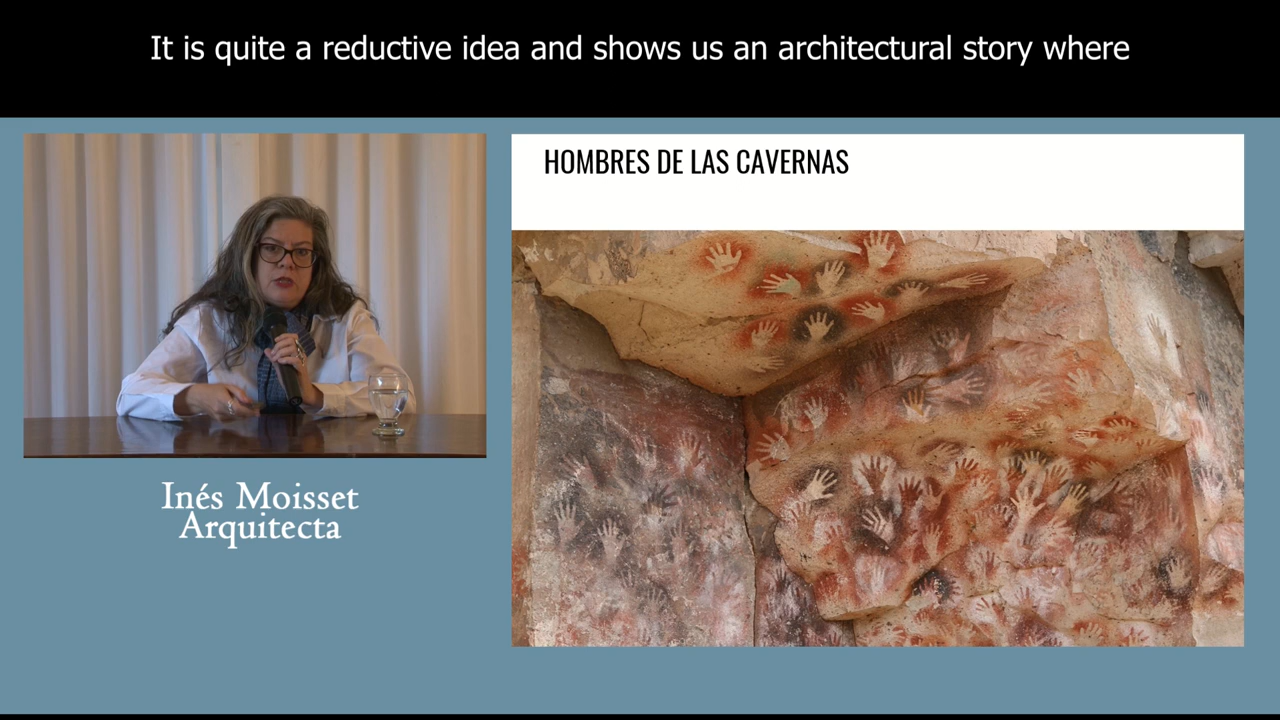 It is quite a reductive idea and shows us an architectural story where
HOMBRES DE LAS CAVERNAS
Inés Moisset
Arquitecta